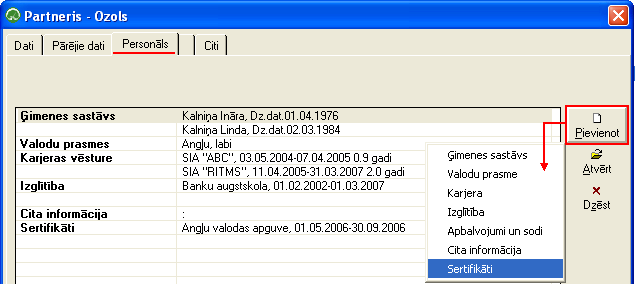 Partneris - Ozols
Dati Pārējie dati Personāls Citi
Ģimenes sastāvs Kalniņa Ināra, Dz.dat.01.04.1976
Kalniņa Linda, Dz.dat.02.03.1984
Valodu prasmes Angļu, labi
Karjeras vēsture SIA "ABC", 03.05.2004-07.04.2005 0.9 gadi
SIA "RITMS", 11.04.2005-31.03.2007 2.0 gadi
Izglītība Banku augstskola, 01.02.2002-01.03.2007
Cita informācija :
Sertifikāti Angļu valodas apguve, 01.05.2006-30.09.2006
Pievienot
Atvērt
Dzēst
Ģimenes sastāvs
Valodu prasme
Karjera
Izglītība
Apbalvojumi un sodi
Cita informācija
Sertifikāti